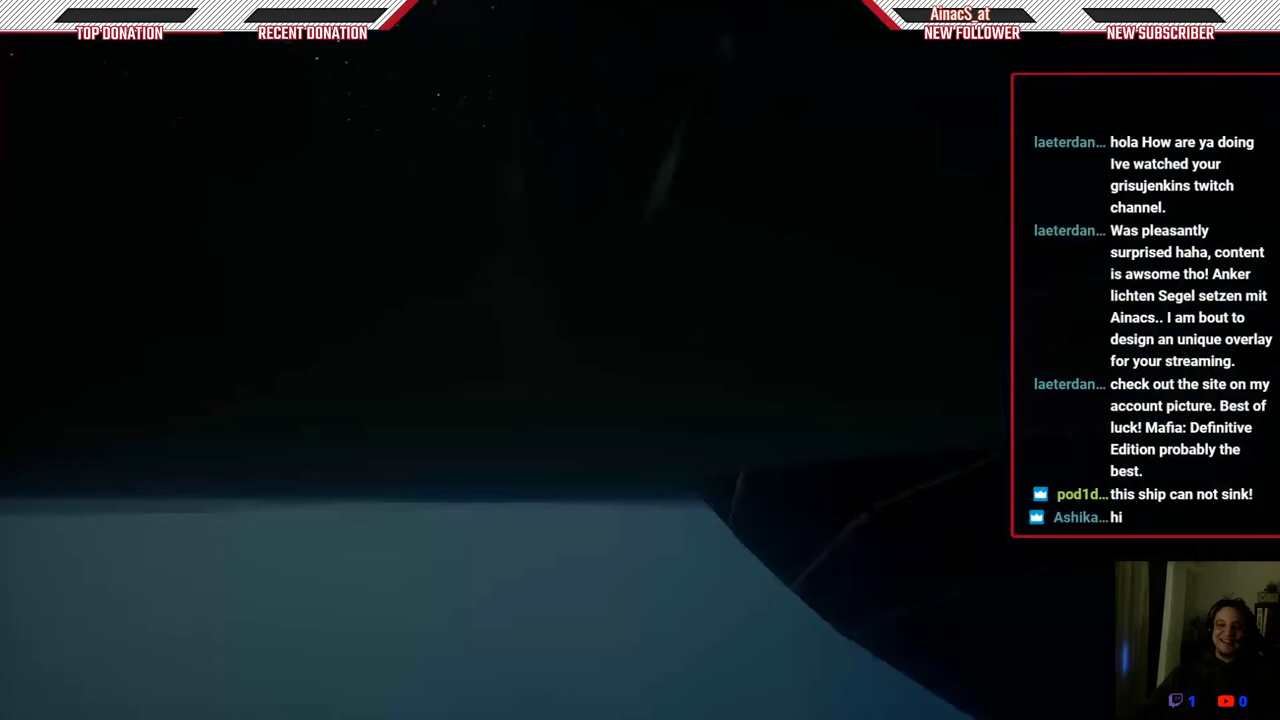 AinacS_at
TOP DONATION
RECENT DONATION
NEW FOLLOWER
NEW SUBSCRIBER
laeterdan... hola How are ya doing
Ive watched your
grisujenkins twitch
channel.
laeterdan... Was pleasantly
surprised haha, content
is awsome tho! Anker
lichten Segel setzen mit
Ainacs.. I am bout to
design an unique overlay
for your streaming.
laeterdan... check out the site on my
account picture. Best of
luck! Mafia: Definitive
Edition probably the
best.
pod1d... this ship can not sink!
Ashika... hi
1
0